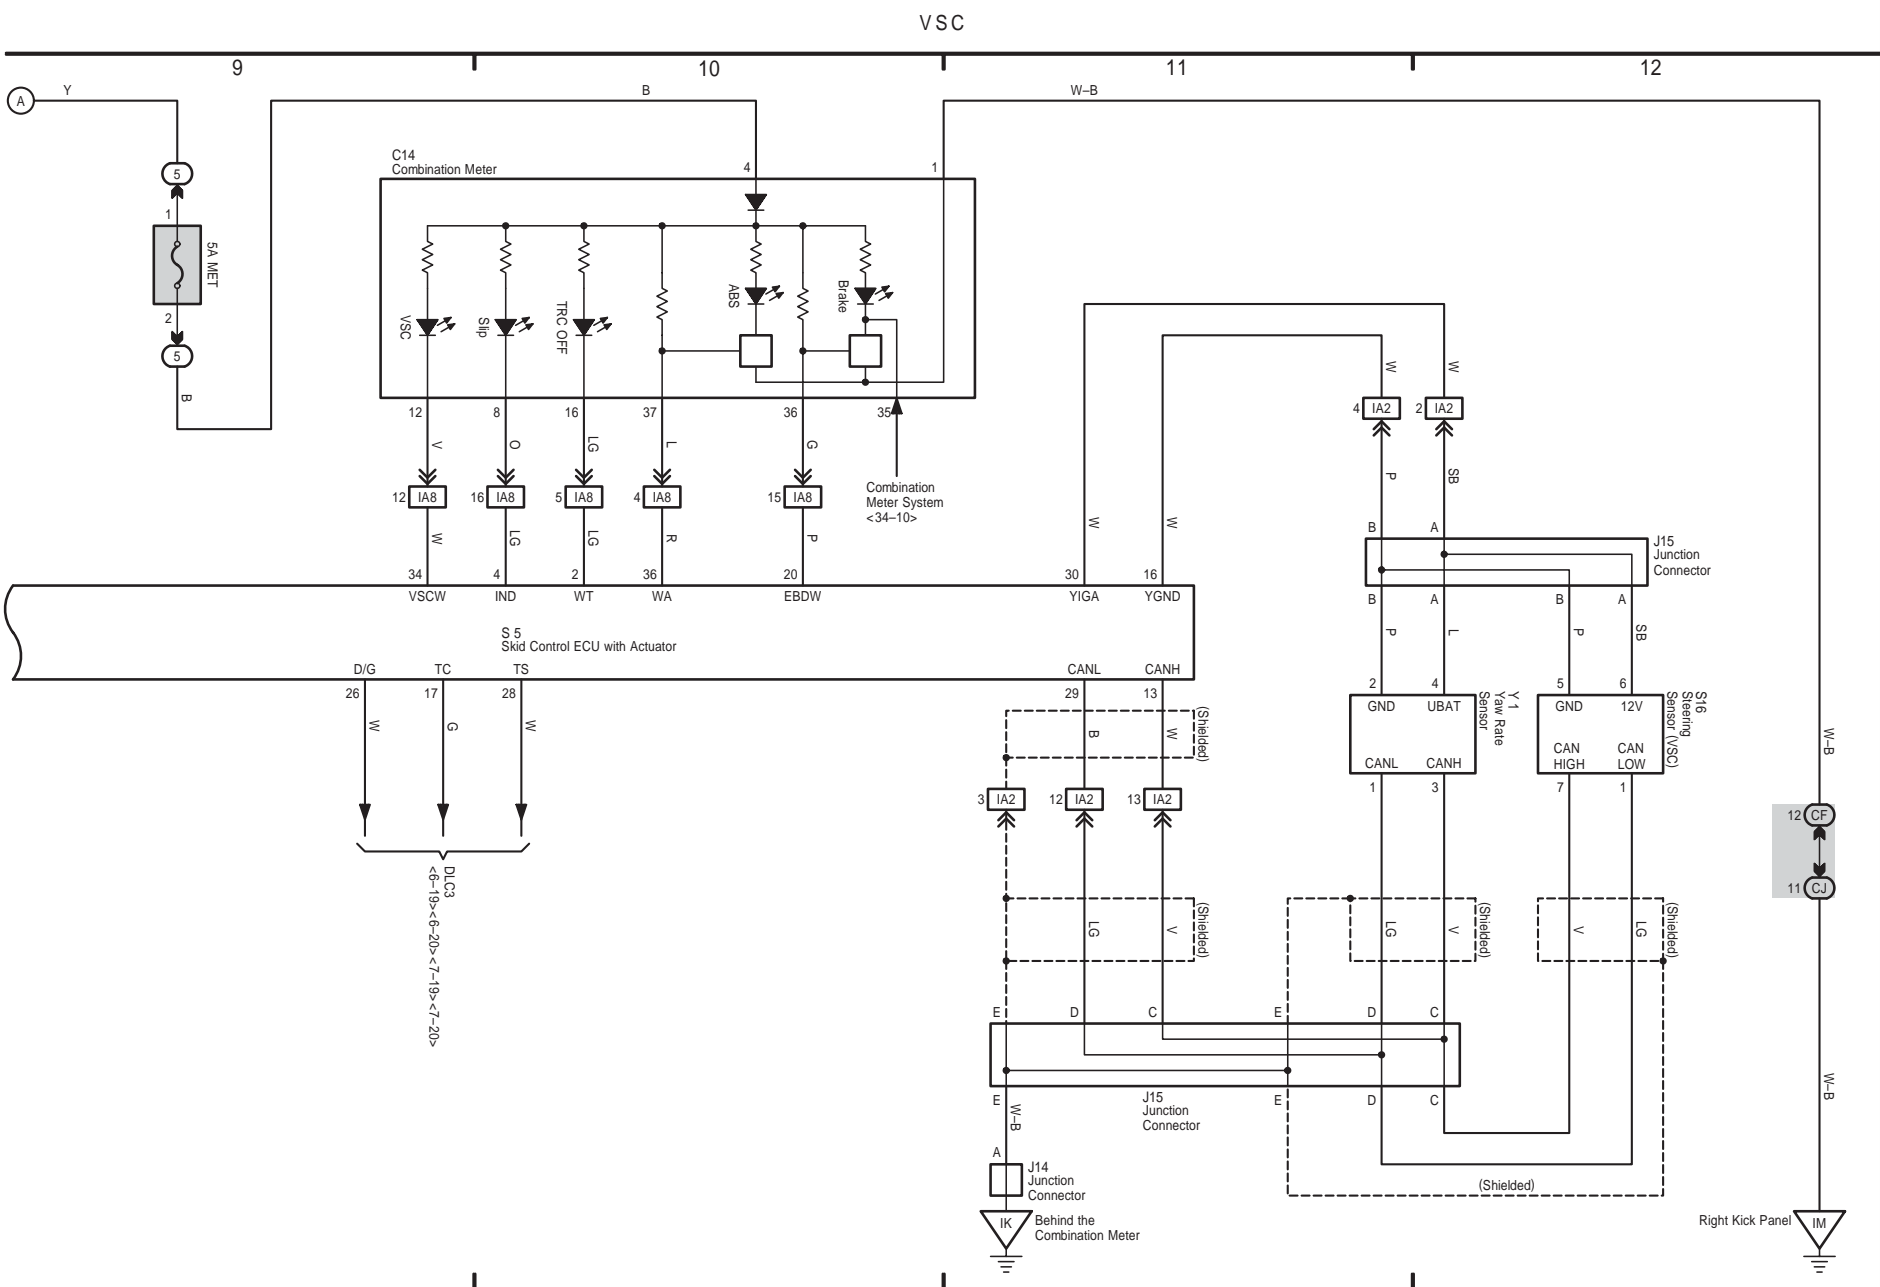 VSC
9
10
11
12
A
Y
B
W–B
5
1
5A MET
2
5
B
C14
Combination Meter
4
1
VSC
Slip
TRC OFF
ABS
Brake
12
8
16
37
36
35
V
O
LG
L
G
12 IA8
16 IA8
5 IA8
4 IA8
15 IA8
Combination
Meter System
<34–10>
W
LG
LG
R
P
34
4
2
36
20
30
16
VSCW
IND
WT
WA
EBDW
YIGA
YGND
S 5
Skid Control ECU with Actuator
D/G
TC
TS
CANL
CANH
26
17
28
29
13
W
G
W
DLC3
<6–19><6–20><7–19><7–20>
W
W
W
W
4 IA2
2 IA2
P
SB
B
A
J15
Junction
Connector
B
A
B
A
P
L
P
SB
2
4
5
6
GND
UBAT
Y 1
Yaw Rate
Sensor
GND
12V
S16
Steering
Sensor (VSC)
CANL
CANH
CAN
HIGH
CAN
LOW
1
3
7
1
B
W
(Shielded)
3 IA2
12 IA2
13 IA2
LG
V
(Shielded)
LG
V
(Shielded)
V
LG
(Shielded)
E
D
C
E
D
C
E
E
D
C
J15
Junction
Connector
W–B
A
J14
Junction
Connector
(Shielded)
IK
Behind the
Combination Meter
W–B
12 CF
11 CJ
W–B
Right Kick Panel
IM